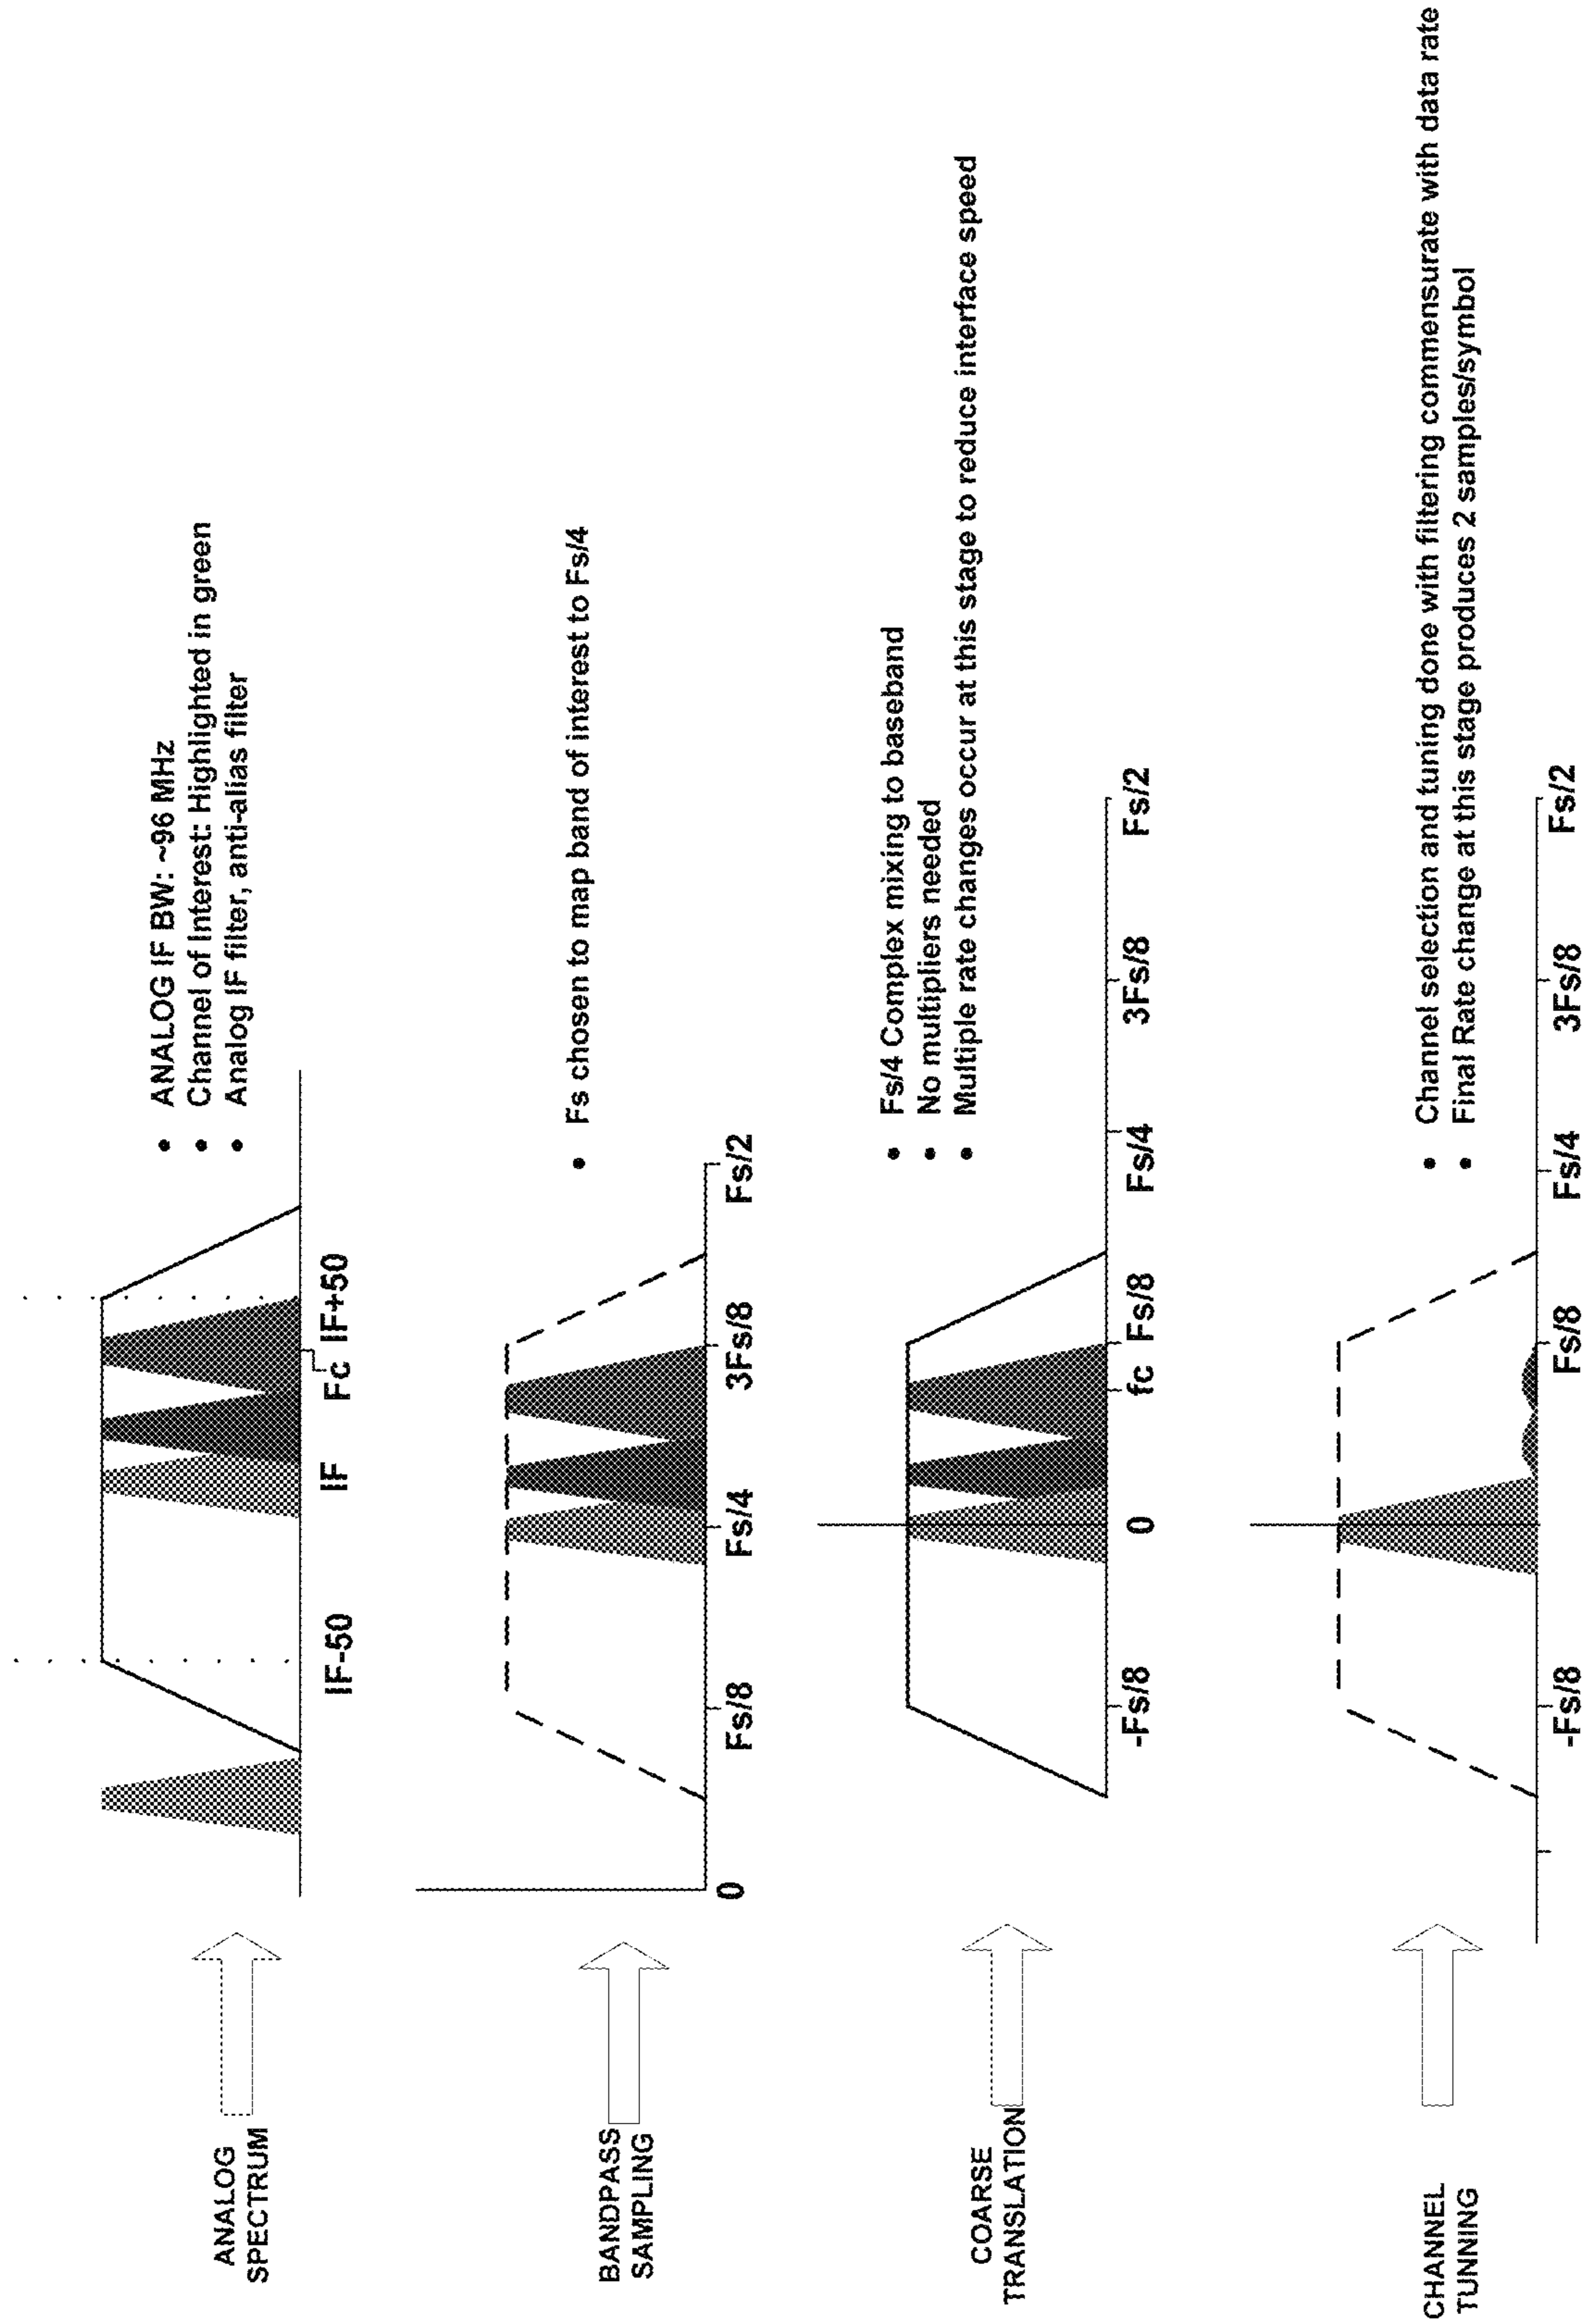 ANALOG
SPECTRUM
IF-50
IF
Fc
IF+50
• ANALOG IF BW: ~96 MHz
• Channel of Interest: Highlighted in green
• Analog IF filter, anti-alias filter
BANDPASS
SAMPLING
0
Fs/8
Fs/4
3Fs/8
Fs/2
• Fs chosen to map band of interest to Fs/4
COARSE
TRANSLATION
-Fs/8
0
fc
Fs/8
Fs/4
3Fs/8
Fs/2
• Fs/4 Complex mixing to baseband
• No multipliers needed
• Multiple rate changes occur at this stage to reduce interface speed
CHANNEL
TUNNING
-Fs/8
Fs/8
Fs/4
3Fs/8
Fs/2
• Channel selection and tuning done with filtering commensurate with data rate
• Final Rate change at this stage produces 2 samples/symbol